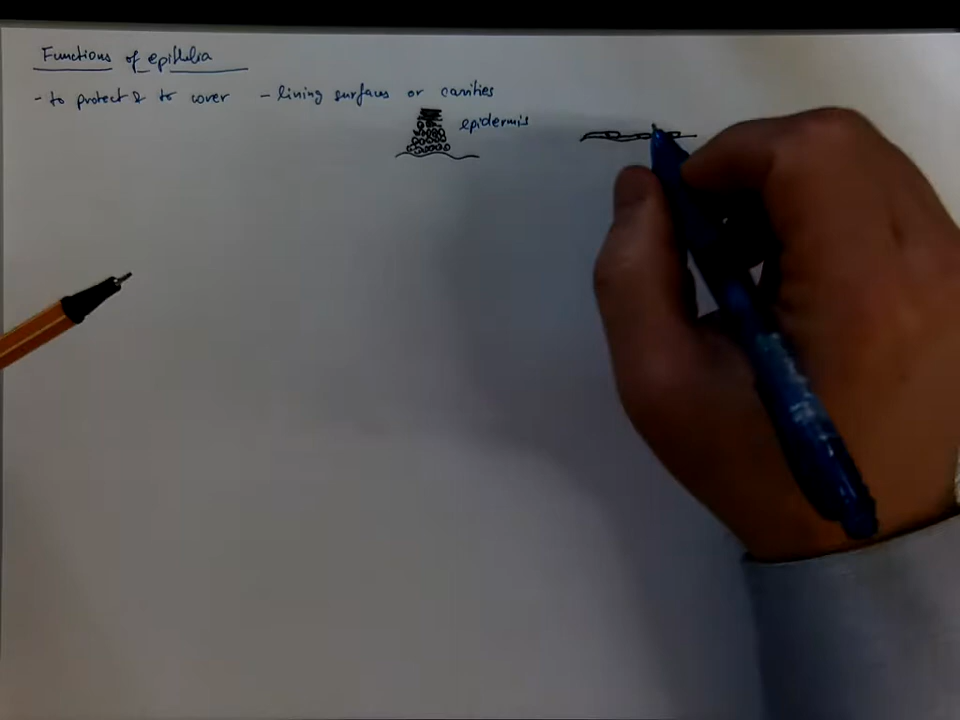 Functions of epithelia
- to protect & to cover - lining surfaces or cavities
epidermis